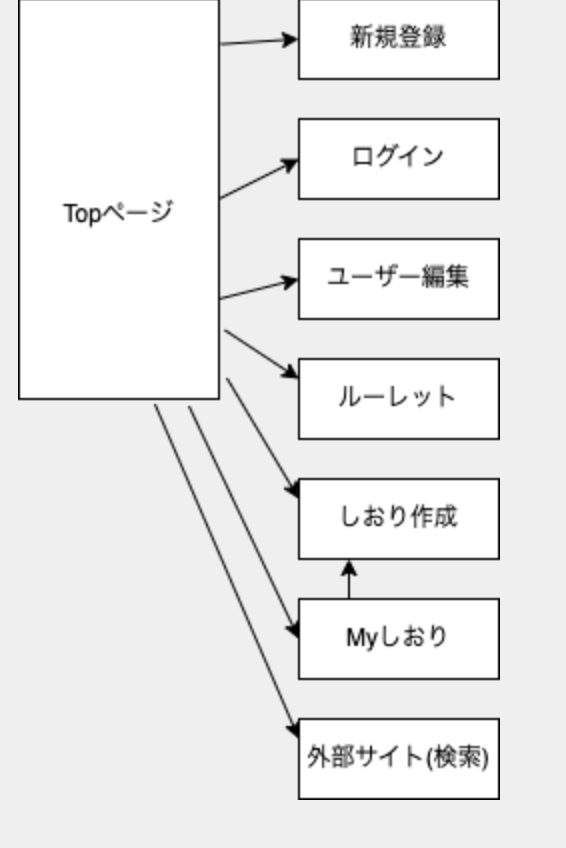 新規登録
ログイン
Topページ
ユーザー編集
ルーレット
しおり作成
Myしおり
外部サイト(検索)